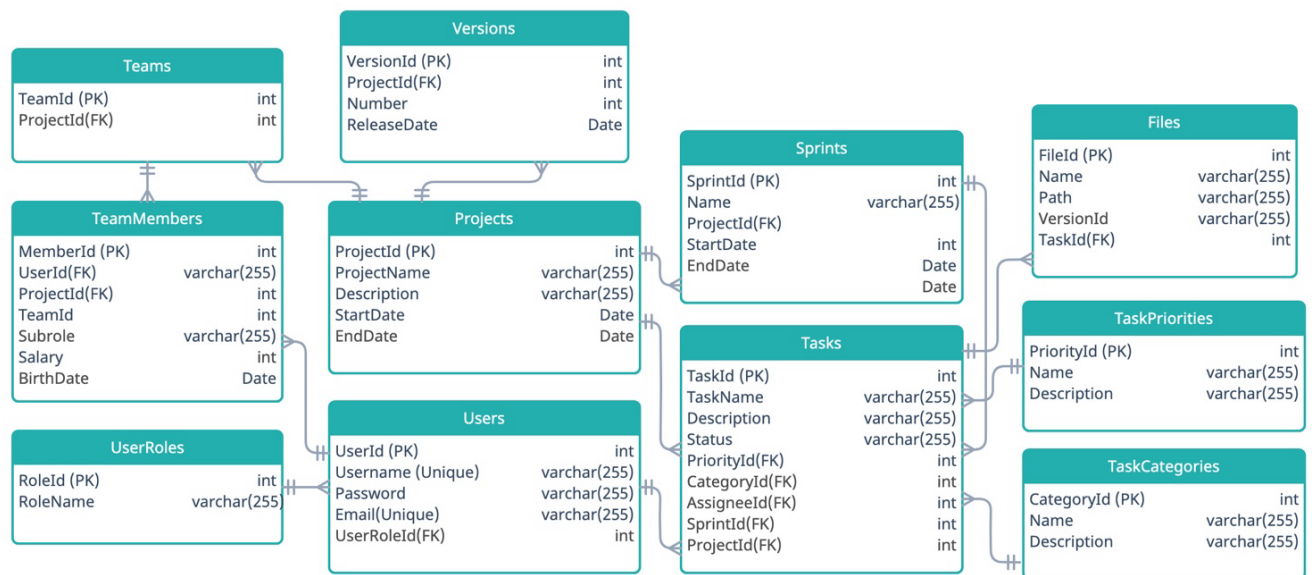 Teams
TeamId (PK) int
ProjectId(FK) int
Versions
VersionId (PK) int
ProjectId(FK) int
Number int
ReleaseDate Date
TeamMembers
MemberId (PK) int
UserId(FK) varchar(255)
ProjectId(FK) int
TeamId int
Subrole varchar(255)
Salary int
BirthDate Date
Projects
ProjectId (PK) int
ProjectName varchar(255)
Description varchar(255)
StartDate Date
EndDate Date
Sprints
SprintId (PK) int
Name varchar(255)
ProjectId(FK)
StartDate int
EndDate Date
Date
Files
FileId (PK) int
Name varchar(255)
Path varchar(255)
VersionId varchar(255)
TaskId(FK) int
UserRoles
RoleId (PK) int
RoleName varchar(255)
Users
UserId (PK) int
Username (Unique) varchar(255)
Password varchar(255)
Email(Unique) varchar(255)
UserRoleId(FK) int
Tasks
TaskId (PK) int
TaskName varchar(255)
Description varchar(255)
Status varchar(255)
PriorityId(FK) int
CategoryId(FK) int
AssigneeId(FK) int
SprintId(FK) int
ProjectId(FK) int
TaskPriorities
PriorityId (PK) int
Name varchar(255)
Description varchar(255)
TaskCategories
CategoryId (PK) int
Name varchar(255)
Description varchar(255)